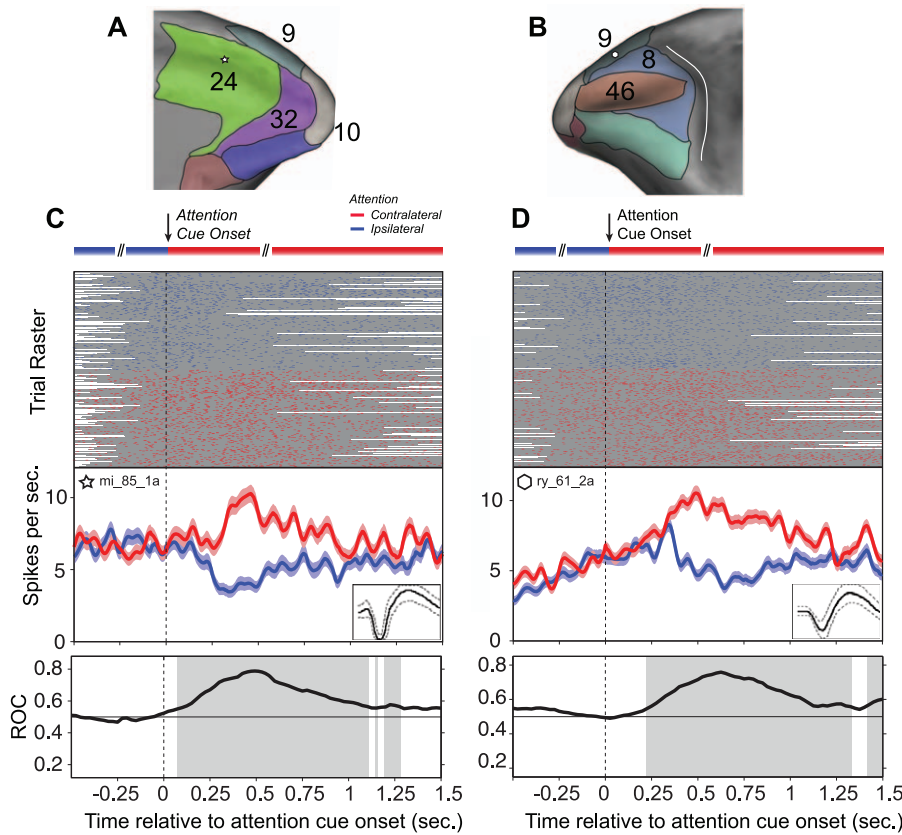 A
9
24
32
10
B
9
8
46
C
Attention
Cue Onset
Attention
Contralateral
Ipsilateral
D
Attention
Cue Onset
//
//
//
//
Trial Raster
Spikes per sec.
10
5
0
mi_85_1a
10
5
0
ry_61_2a
ROC
0.8
0.6
0.4
0.2
0.8
0.6
0.4
0.2
-0.25 0 0.25 0.5 0.75 1 1.25 1.5
Time relative to attention cue onset (sec.)
-0.25 0 0.25 0.5 0.75 1 1.25 1.5
Time relative to attention cue onset (sec.)